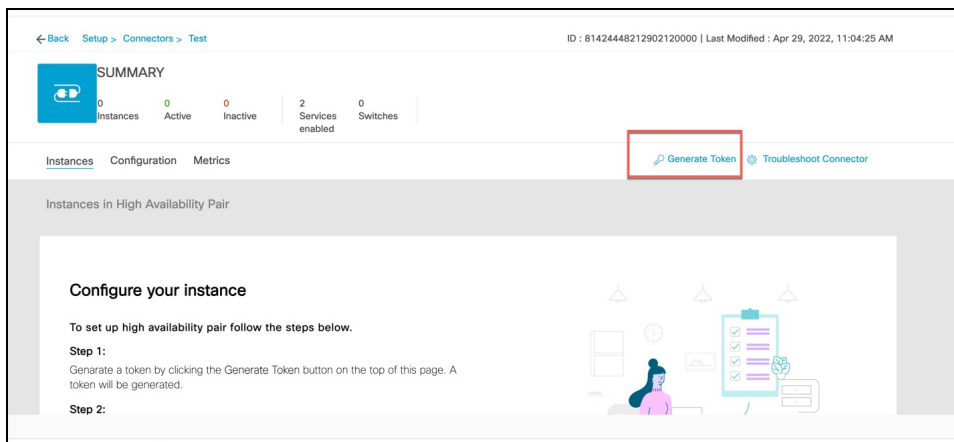 Back Setup > Connectors > Test
ID : 81424448212902120000 | Last Modified : Apr 29, 2022, 11:04:25 AM
SUMMARY
0 0 0 2 0
Instances Active Inactive Services enabled Switches
Instances Configuration Metrics Generate Token Troubleshoot Connector
Instances in High Availability Pair
Configure your instance
To set up high availability pair follow the steps below.
Step 1:
Genarate a token by clicking the Generate Token button on the top of this page. A
token will be generated.
Step 2: